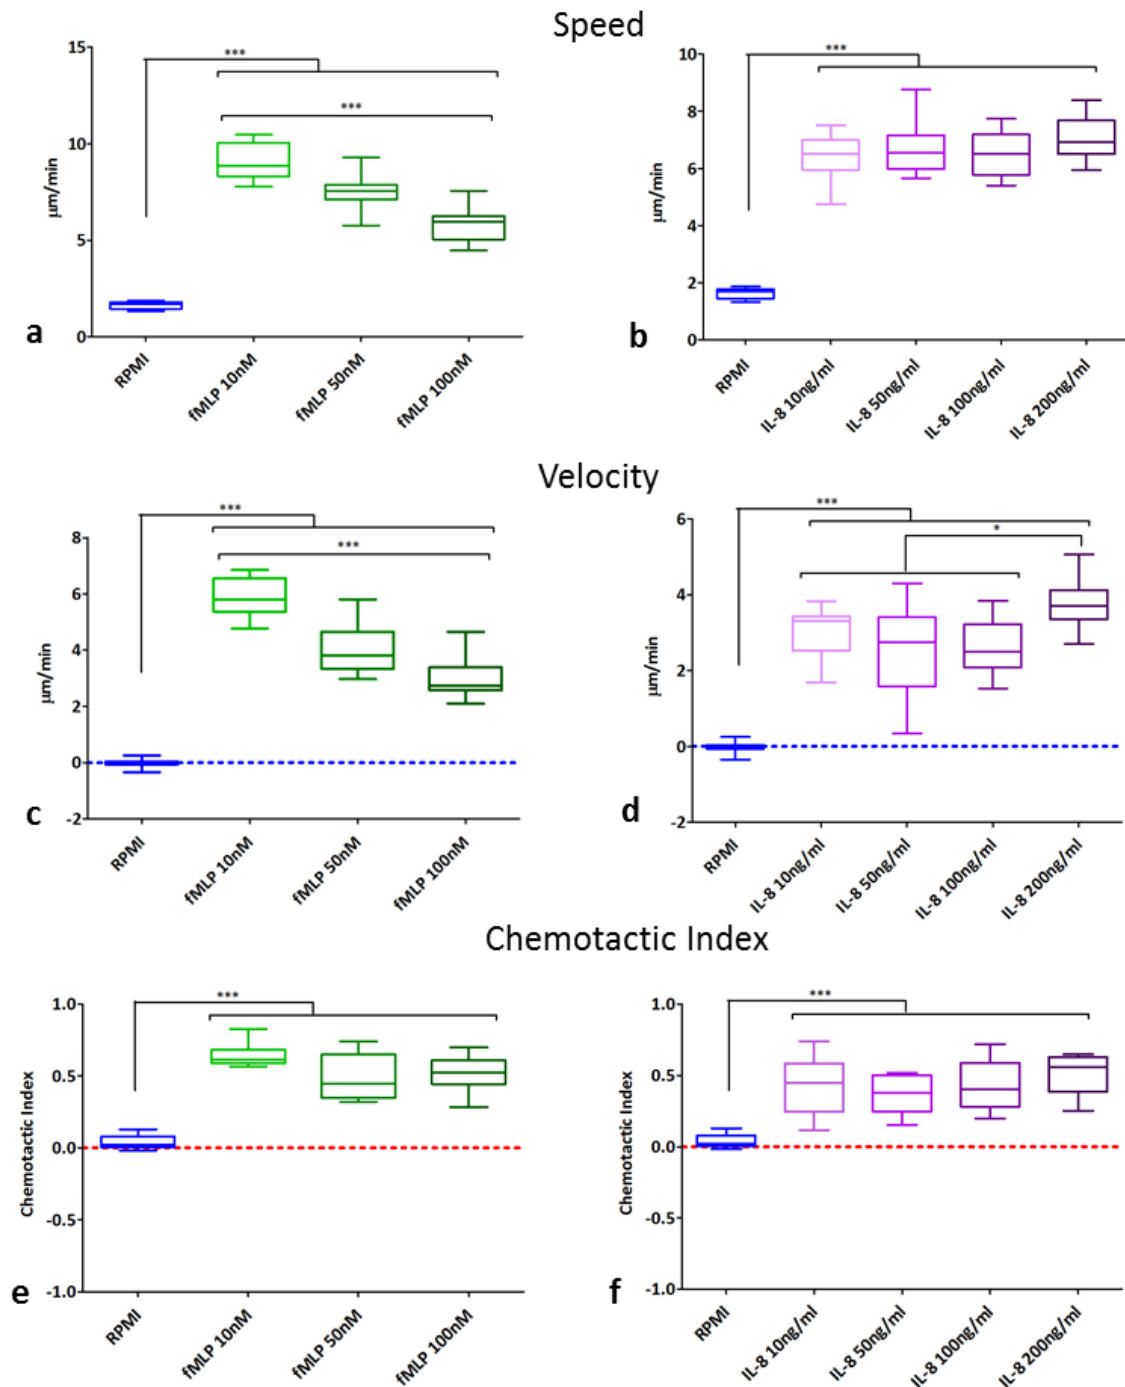 Speed
***
***
15
10
5
0
μm/min
a
RPMI
fMLP 10nM
fMLP 50nM
fMLP 100nM
***
10
8
6
4
2
0
μm/min
b
RPMI
IL-8 10ng/ml
IL-8 50ng/ml
IL-8 100ng/ml
IL-8 200ng/ml
Velocity
***
***
8
6
4
2
0
-2
μm/min
c
RPMI
fMLP 10nM
fMLP 50nM
fMLP 100nM
***
*
6
4
2
0
-2
μm/min
d
RPMI
IL-8 10ng/ml
IL-8 50ng/ml
IL-8 100ng/ml
IL-8 200ng/ml
Chemotactic Index
***
1.0
0.5
0.0
-0.5
-1.0
Chemotactic Index
e
RPMI
fMLP 10nM
fMLP 50nM
fMLP 100nM
***
1.0
0.5
0.0
-0.5
-1.0
Chemotactic Index
f
RPMI
IL-8 10ng/ml
IL-8 50ng/ml
IL-8 100ng/ml
IL-8 200ng/ml